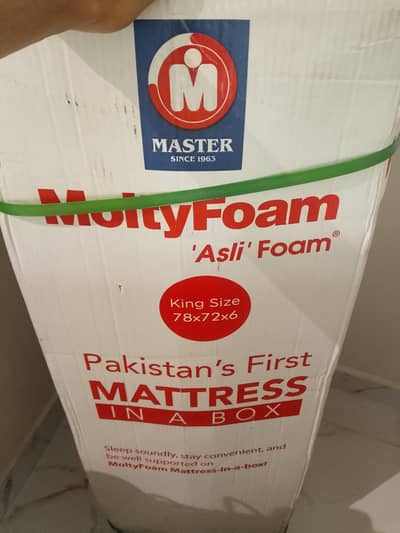 M
MASTER
SINCE 1963
MoltyFoam
'Asli' Foam®
King Size
78x72x6
Pakistan's First
MATTRESS
IN A BOX
Sleep soundly, stay convenient, and
be well supported on
MoltyFoam Mattress-in-a-box!